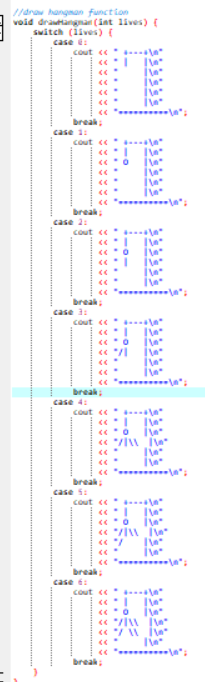 //draw hangman function
void drawHangman(int lives) {
switch (lives) {
case 0:
cout << " +---+\n"
<< " |   |\n"
<< "     |\n"
<< "     |\n"
<< "     |\n"
<< "     |\n"
<< "==========\n";
break;
case 1:
cout << " +---+\n"
<< " |   |\n"
<< " O   |\n"
<< "     |\n"
<< "     |\n"
<< "     |\n"
<< "==========\n";
break;
case 2:
cout << " +---+\n"
<< " |   |\n"
<< " O   |\n"
<< " |   |\n"
<< "     |\n"
<< "     |\n"
<< "==========\n";
break;
case 3:
cout << " +---+\n"
<< " |   |\n"
<< " O   |\n"
<< "/|   |\n"
<< "     |\n"
<< "     |\n"
<< "==========\n";
break;
case 4:
cout << " +---+\n"
<< " |   |\n"
<< " O   |\n"
<< "/|\\  |\n"
<< "     |\n"
<< "     |\n"
<< "==========\n";
break;
case 5:
cout << " +---+\n"
<< " |   |\n"
<< " O   |\n"
<< "/|\\  |\n"
<< "/    |\n"
<< "     |\n"
<< "==========\n";
break;
case 6:
cout << " +---+\n"
<< " |   |\n"
<< " O   |\n"
<< "/|\\  |\n"
<< "/ \\  |\n"
<< "     |\n"
<< "==========\n";
break;
}
}